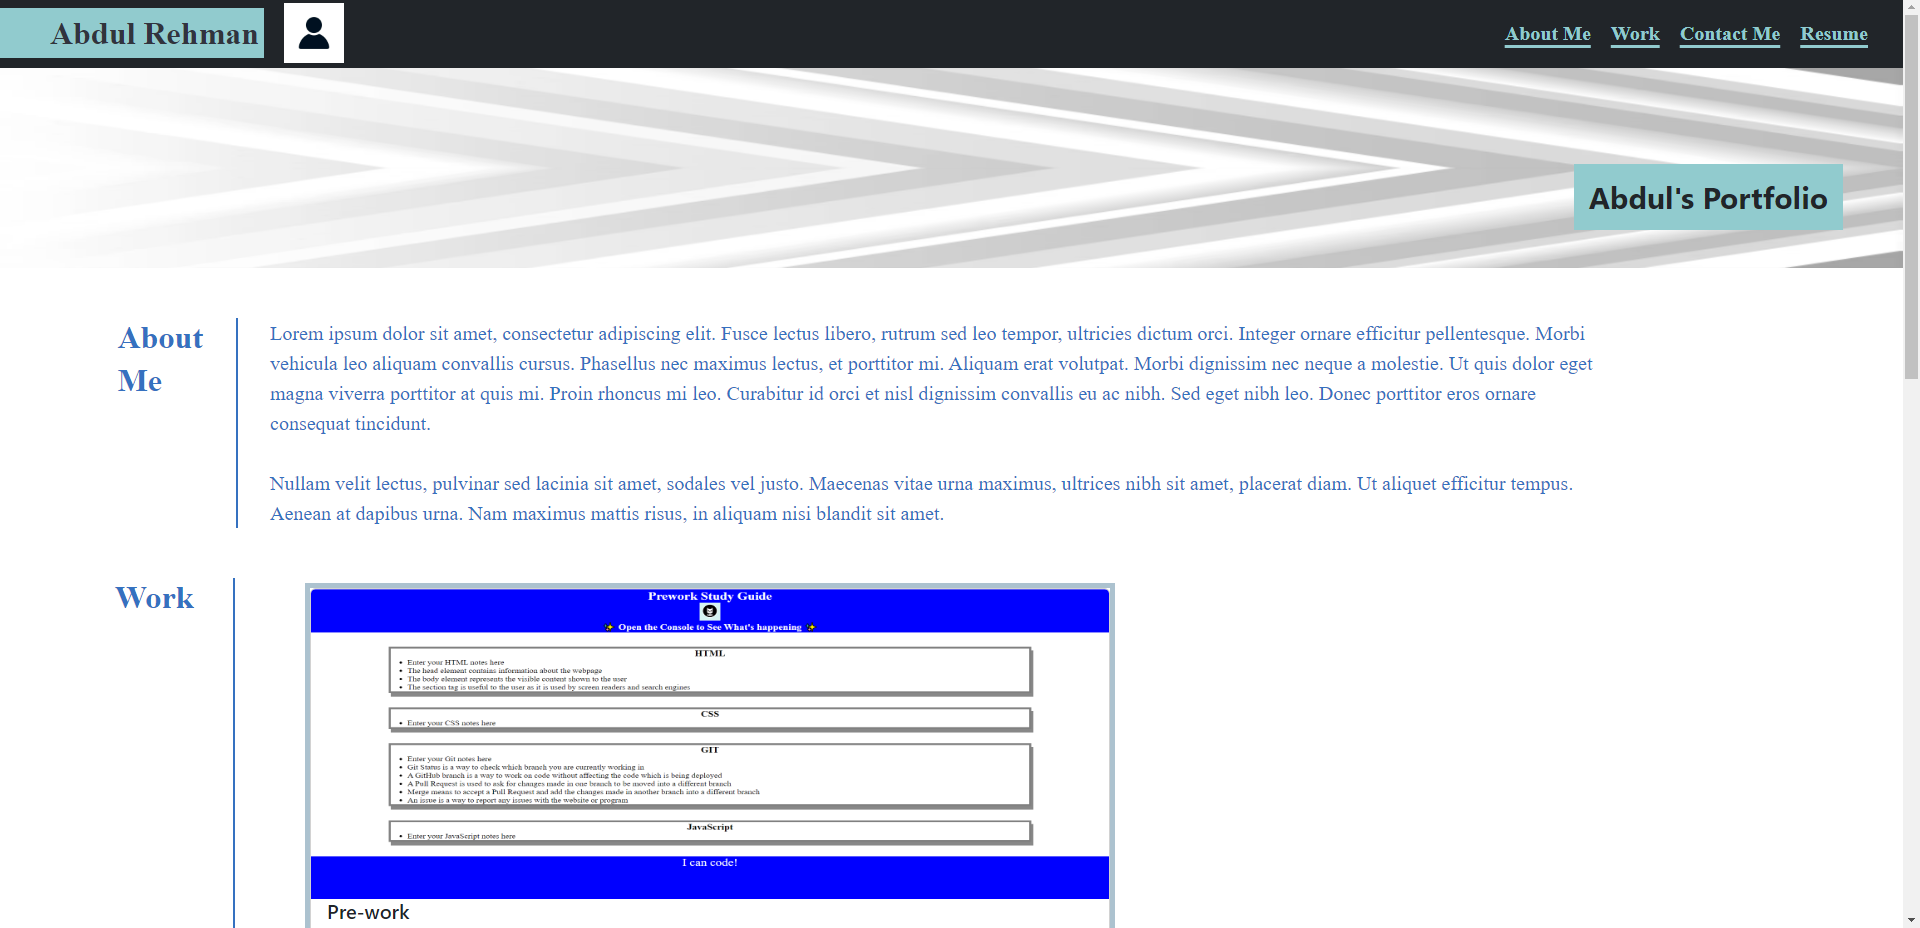 Abdul Rehman
About Me Work Contact Me Resume
Abdul's Portfolio
About
Me
Lorem ipsum dolor sit amet, consectetur adipiscing elit. Fusce lectus libero, rutrum sed leo tempor, ultricies dictum orci. Integer ornare efficitur pellentesque. Morbi
vehicula leo aliquam convallis cursus. Phasellus nec maximus lectus, et porttitor mi. Aliquam erat volutpat. Morbi dignissim nec neque a molestie. Ut quis dolor eget
magna viverra porttitor at quis mi. Proin rhoncus mi leo. Curabitur id orci et nisl dignissim convallis eu ac nibh. Sed eget nibh leo. Donec porttitor eros ornare
consequat tincidunt.
Nullam velit lectus, pulvinar sed lacinia sit amet, sodales vel justo. Maecenas vitae urna maximus, ultrices nibh sit amet, placerat diam. Ut aliquet efficitur tempus.
Aenean at dapibus urna. Nam maximus mattis risus, in aliquam nisi blandit sit amet.
Work
Prework Study Guide
✨ Open the Console to See What's happening ✨
HTML
• Enter your HTML notes here
• The head element contains information about the webpage
• The body element represents the visible content shown to the user
• The section tag is useful to the user as it is used by screen readers and search engines
CSS
• Enter your CSS notes here
GIT
• Enter your Git notes here
• Git Status is a way to check which branch you are currently working in
• A GitHub branch is a way to work on code without affecting the code which is being deployed
• A Pull Request is used to ask for changes made in one branch to be moved into a different branch
• Merge means to accept a Pull Request and add the changes made in another branch into a different branch
• An issue is a way to report any issues with the website or program
JavaScript
• Enter your JavaScript notes here
I can code!
Pre-work